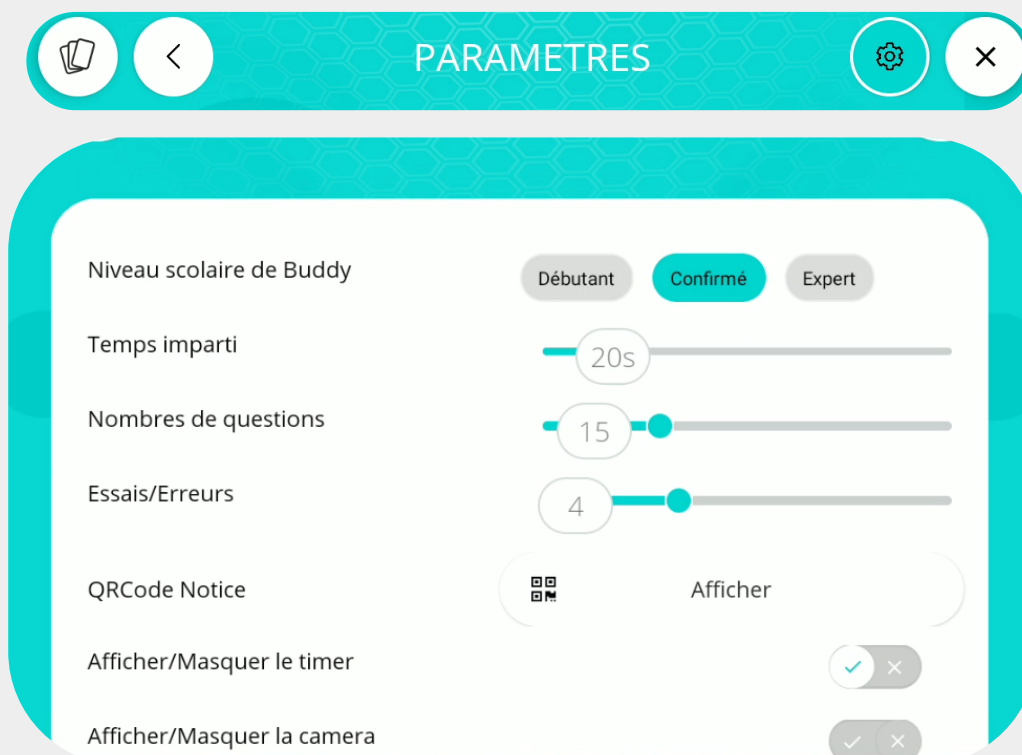 PARAMETRES
Niveau scolaire de Buddy
Débutant Confirmé Expert
Temps imparti
20s
Nombres de questions
15
Essais/Erreurs
4
QRCode Notice
Afficher
Afficher/Masquer le timer
Afficher/Masquer la camera